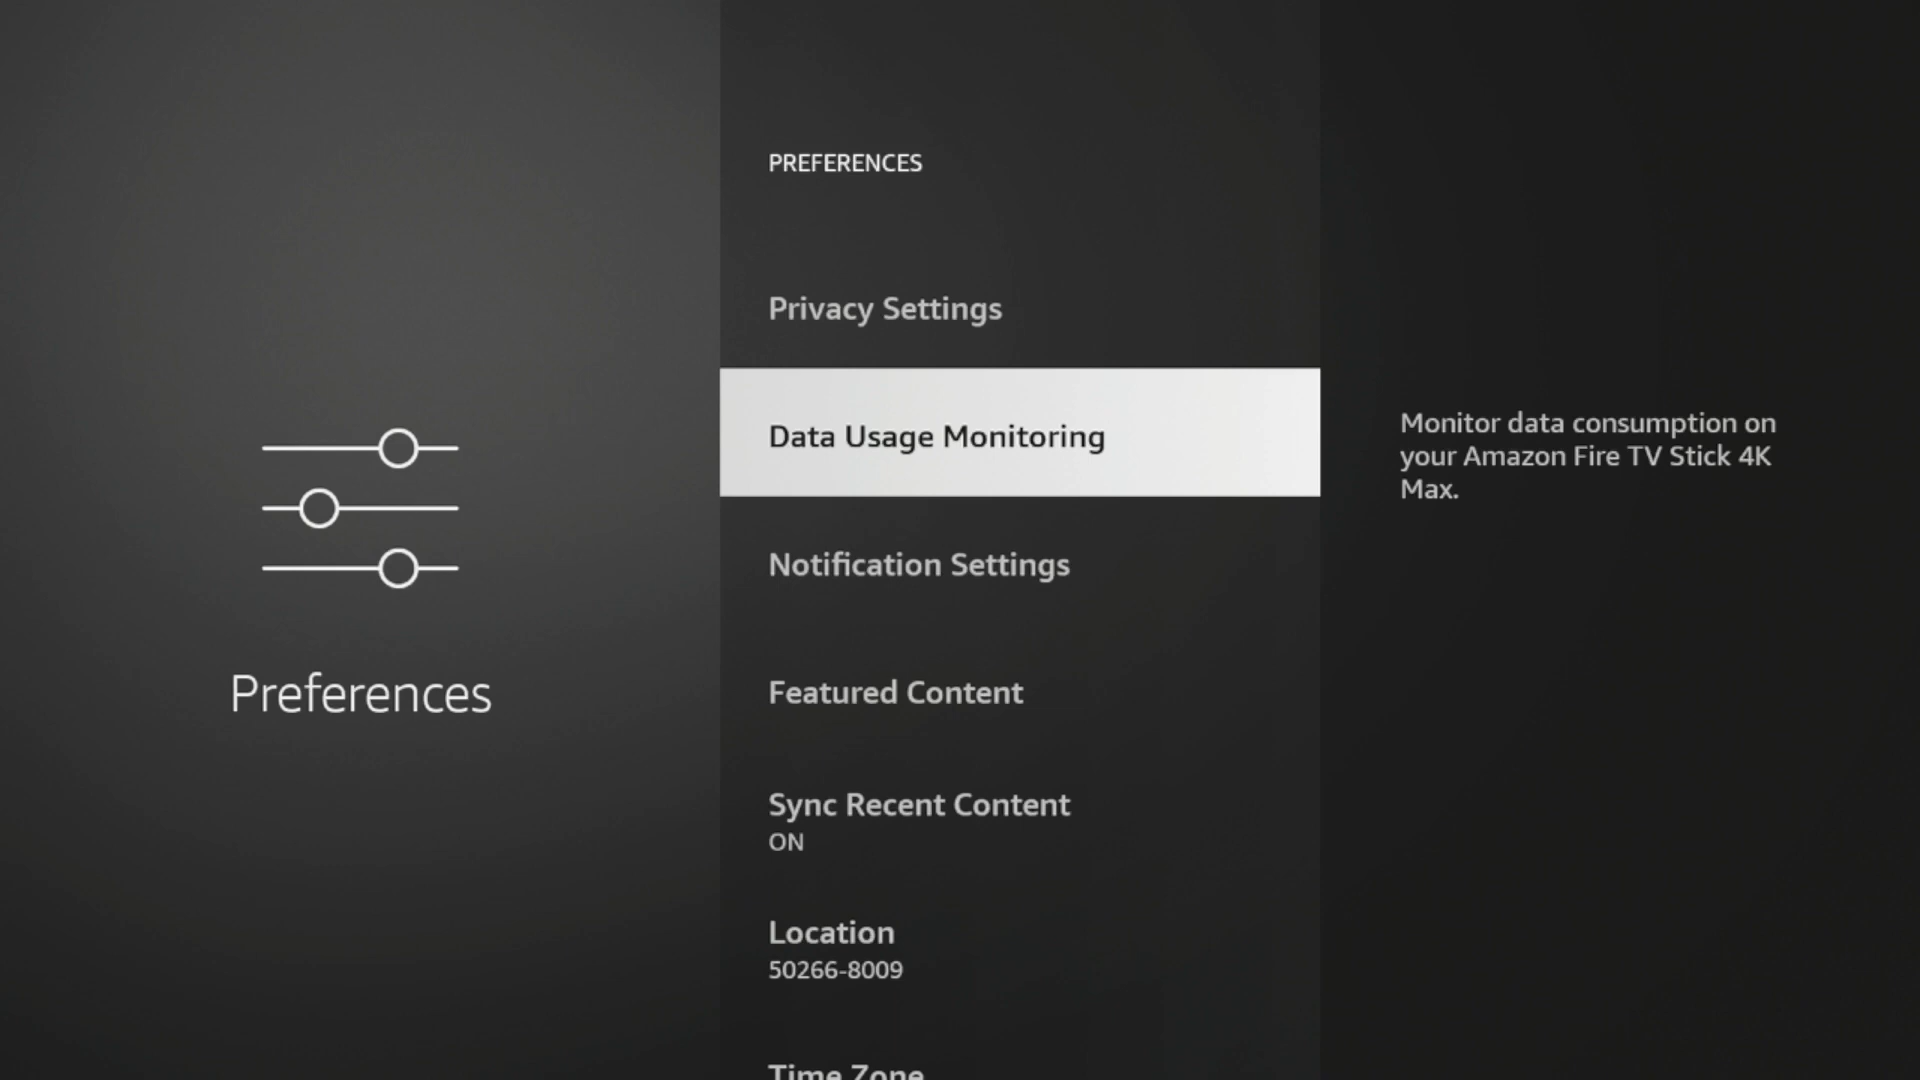 PREFERENCES
Privacy Settings
Data Usage Monitoring
Monitor data consumption on
your Amazon Fire TV Stick 4K
Max.
Notification Settings
Preferences
Featured Content
Sync Recent Content
ON
Location
50266-8009
Time Zone